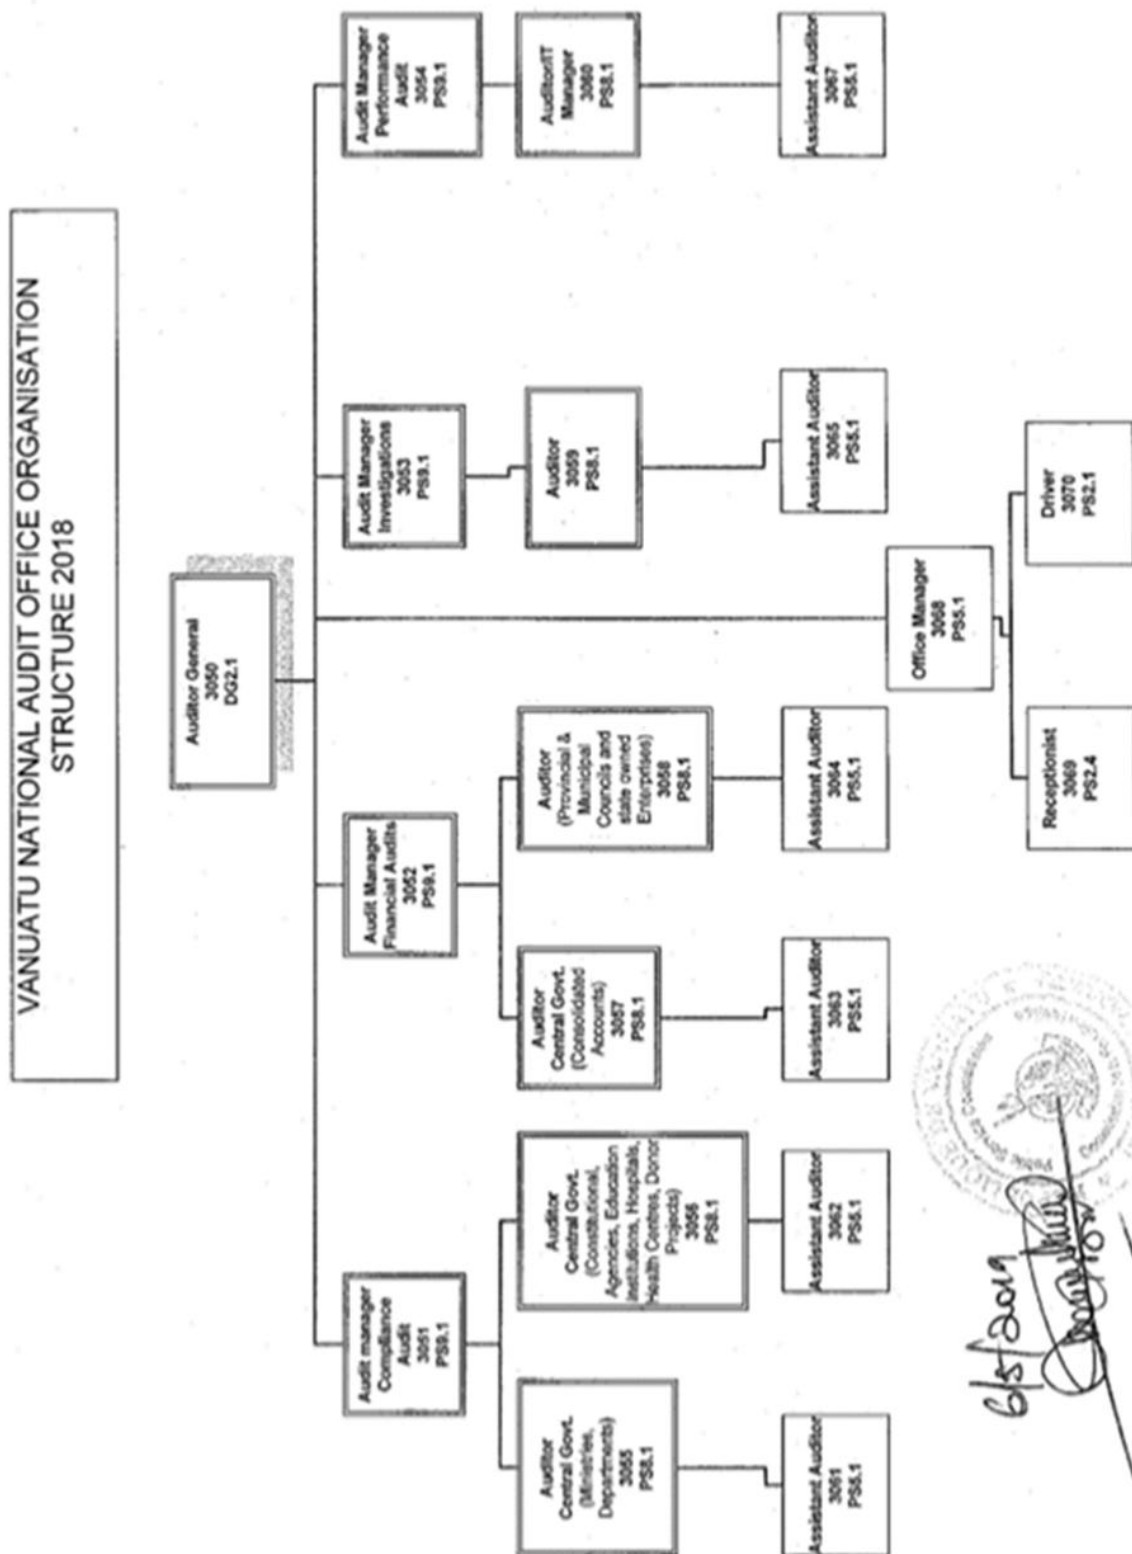 VANUATU NATIONAL AUDIT OFFICE ORGANISATION
STRUCTURE 2018
Auditor General
3050
DG2.1
Audit manager
Compliance
Audit
3051
PS9.1
Audit Manager
Financial Audits
3052
PS9.1
Audit Manager
Investigations
3053
PS9.1
Audit Manager
Performance
Audit
3054
PS9.1
Auditor
Central Govt.
(Ministries,
Departments)
3055
PS8.1
Auditor
Central Govt.
(Constitutional,
Agencies, Education
Institutions, Hospitals,
Health Centres, Donor
Projects)
3056
PS8.1
Auditor
Central Govt.
(Consolidated
Accounts)
3057
PS8.1
Auditor
(Provincial &
Municipal
Councils and
state owned
Enterprises)
3058
PS8.1
Auditor
3059
PS8.1
Auditor/IT
Manager
3060
PS8.1
Assistant Auditor
3061
PS5.1
Assistant Auditor
3062
PS5.1
Assistant Auditor
3063
PS5.1
Assistant Auditor
3064
PS5.1
Assistant Auditor
3065
PS5.1
Assistant Auditor
3067
PS5.1
Office Manager
3068
PS5.1
Receptionist
3069
PS2.4
Driver
3070
PS2.1
Public Service Commission
6/5/2019